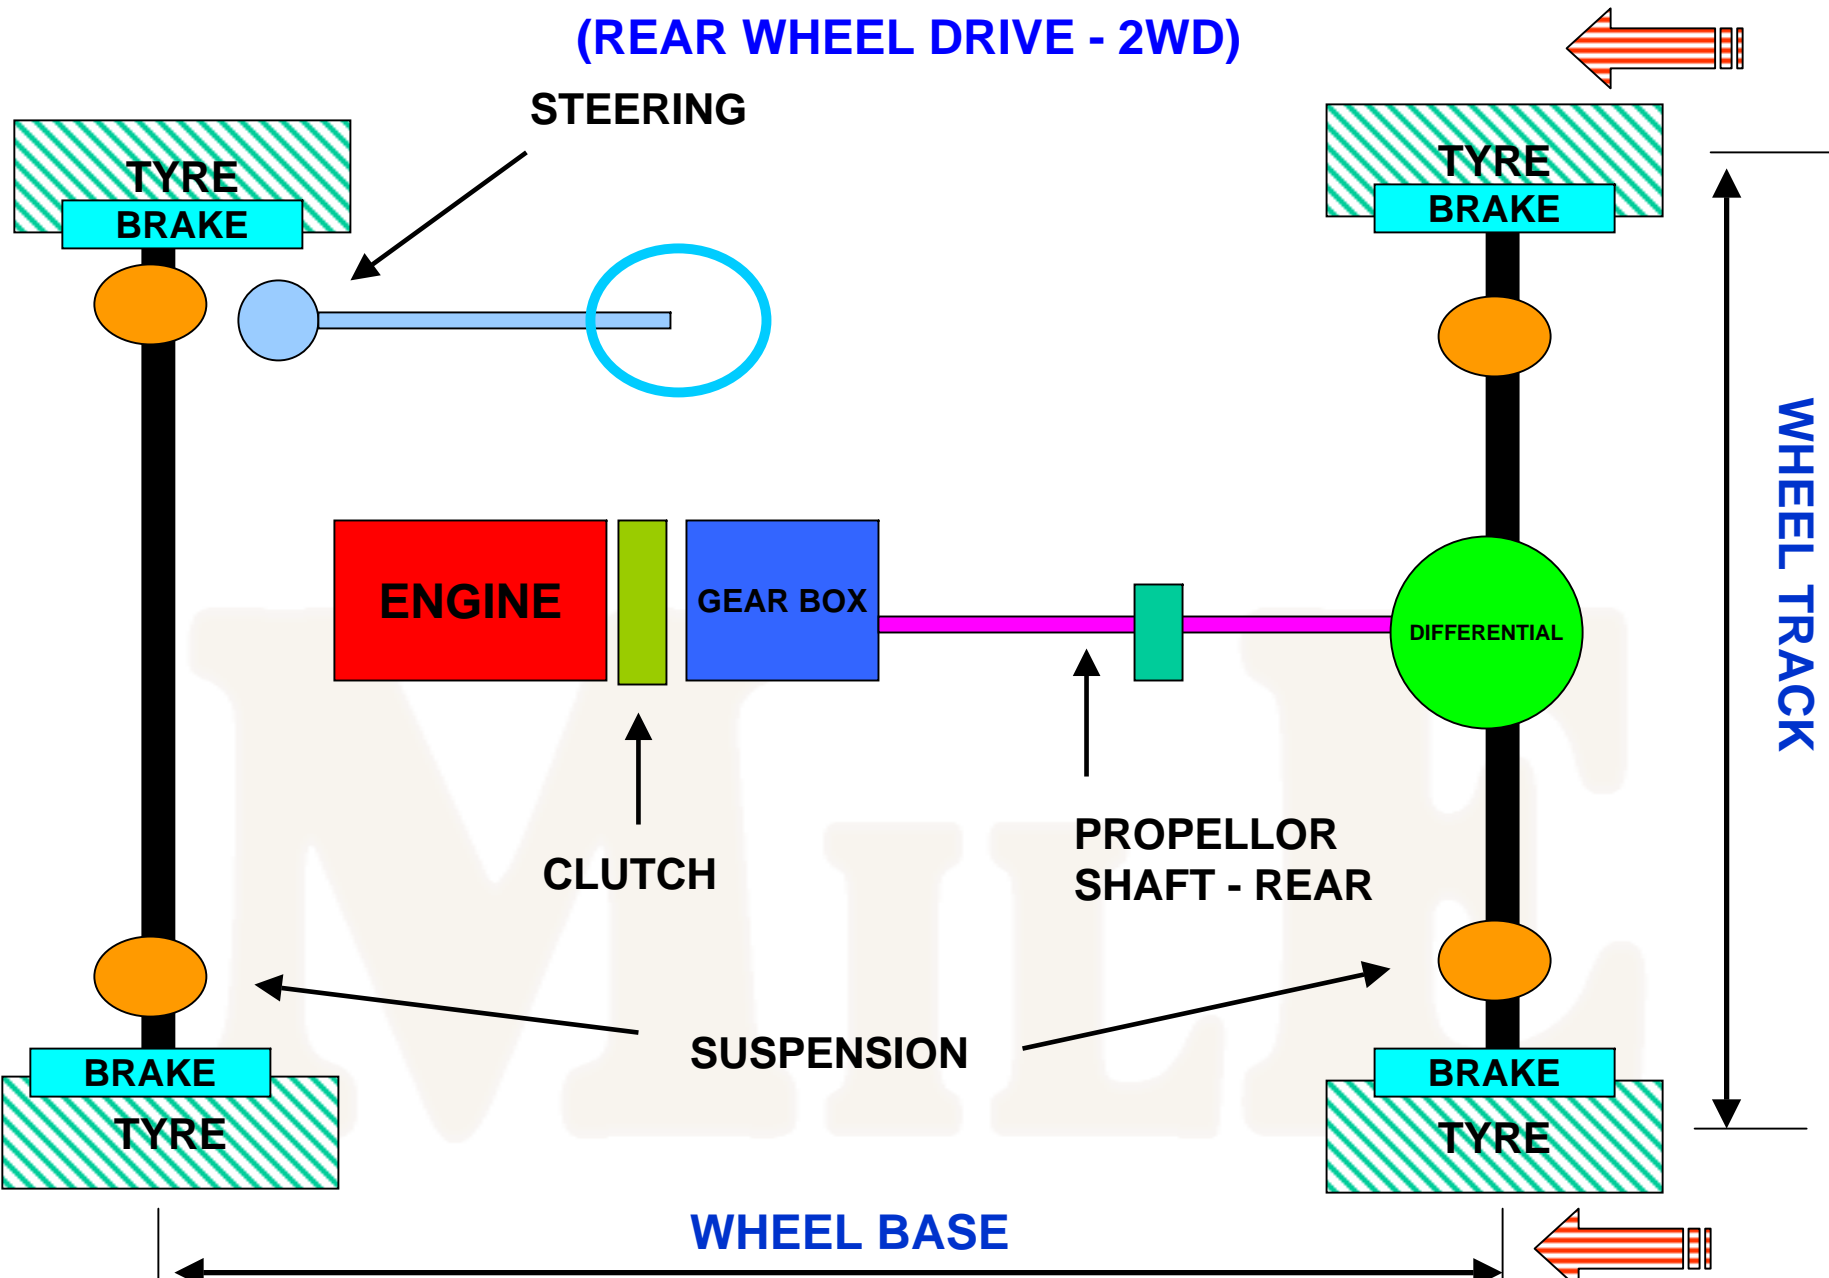 (REAR WHEEL DRIVE - 2WD)
STEERING
TYRE
BRAKE
TYRE
BRAKE
WHEEL TRACK
ENGINE
GEAR BOX
DIFFERENTIAL
CLUTCH
PROPELLOR
SHAFT - REAR
SUSPENSION
BRAKE
TYRE
BRAKE
TYRE
WHEEL BASE
MILE